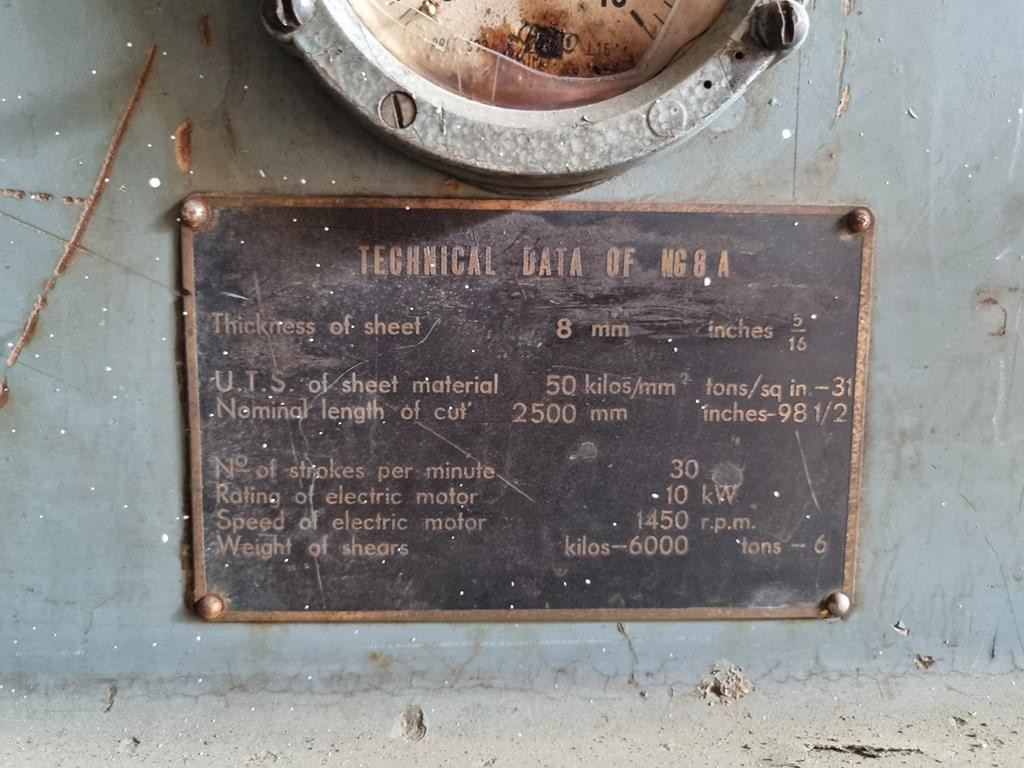 TECHNICAL DATA OF NG8A
Thickness of sheet 8 mm inches 5/16
U.T.S. of sheet material 50 kilos/mm² tons/sq in -31
Nominal length of cut 2500 mm inches-98 1/2
Nº of strokes per minute 30
Rating of electric motor 10 kW
Speed of electric motor 1450 r.p.m.
Weight of shears kilos-6000 tons - 6